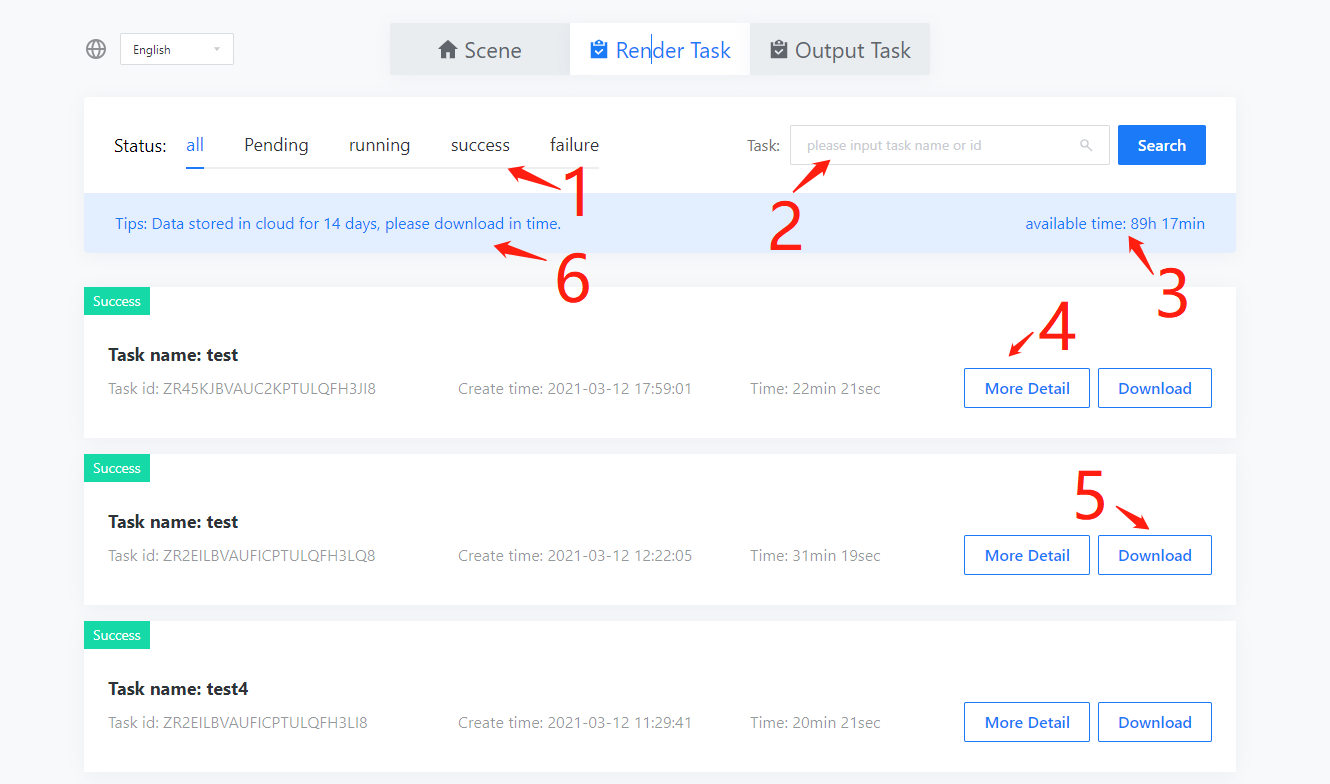 English
Scene
Render Task
Output Task
Status: all Pending running success failure
Task: please input task name or id Search
1
2
Tips: Data stored in cloud for 14 days, please download in time.
available time: 89h 17min
6
3
Success
4
Task name: test
Task id: ZR45KJBVAUC2KPTULQFH3JI8 Create time: 2021-03-12 17:59:01 Time: 22min 21sec More Detail Download
Success
5
Task name: test
Task id: ZR2EILBVAUFICPTULQFH3LQ8 Create time: 2021-03-12 12:22:05 Time: 31min 19sec More Detail Download
Success
Task name: test4
Task id: ZR2EILBVAUFICPTULQFH3LI8 Create time: 2021-03-12 11:29:41 Time: 20min 21sec More Detail Download